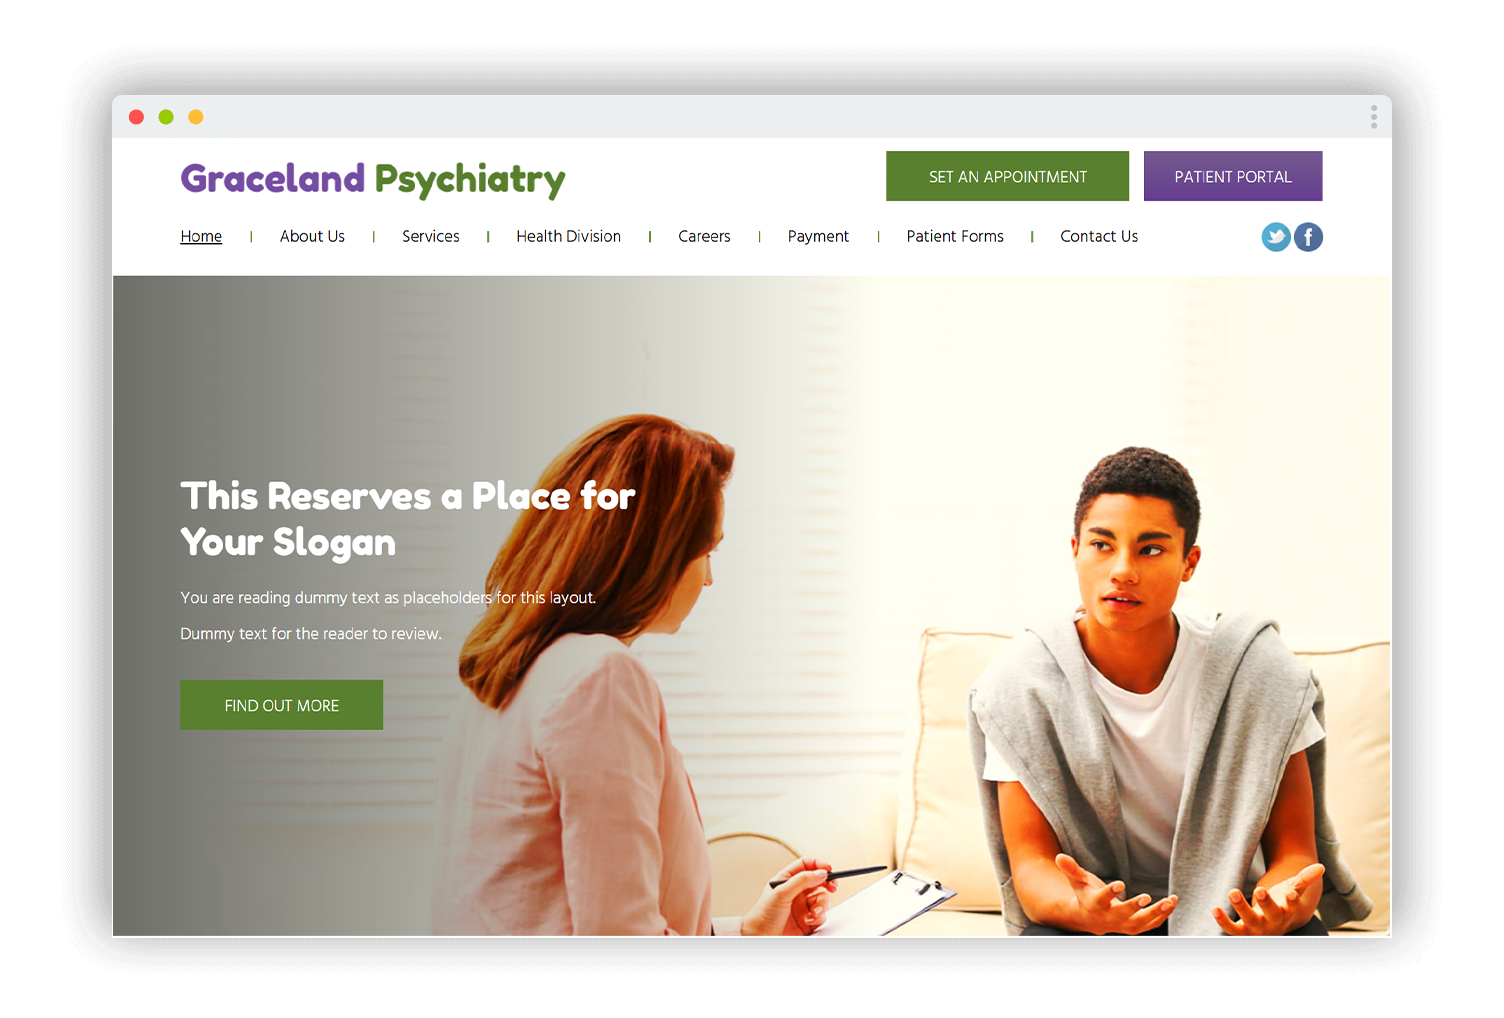 Graceland Psychiatry
SET AN APPOINTMENT
PATIENT PORTAL
Home | About Us | Services | Health Division | Careers | Payment | Patient Forms | Contact Us
This Reserves a Place for
Your Slogan
You are reading dummy text as placeholders for this layout.
Dummy text for the reader to review.
FIND OUT MORE